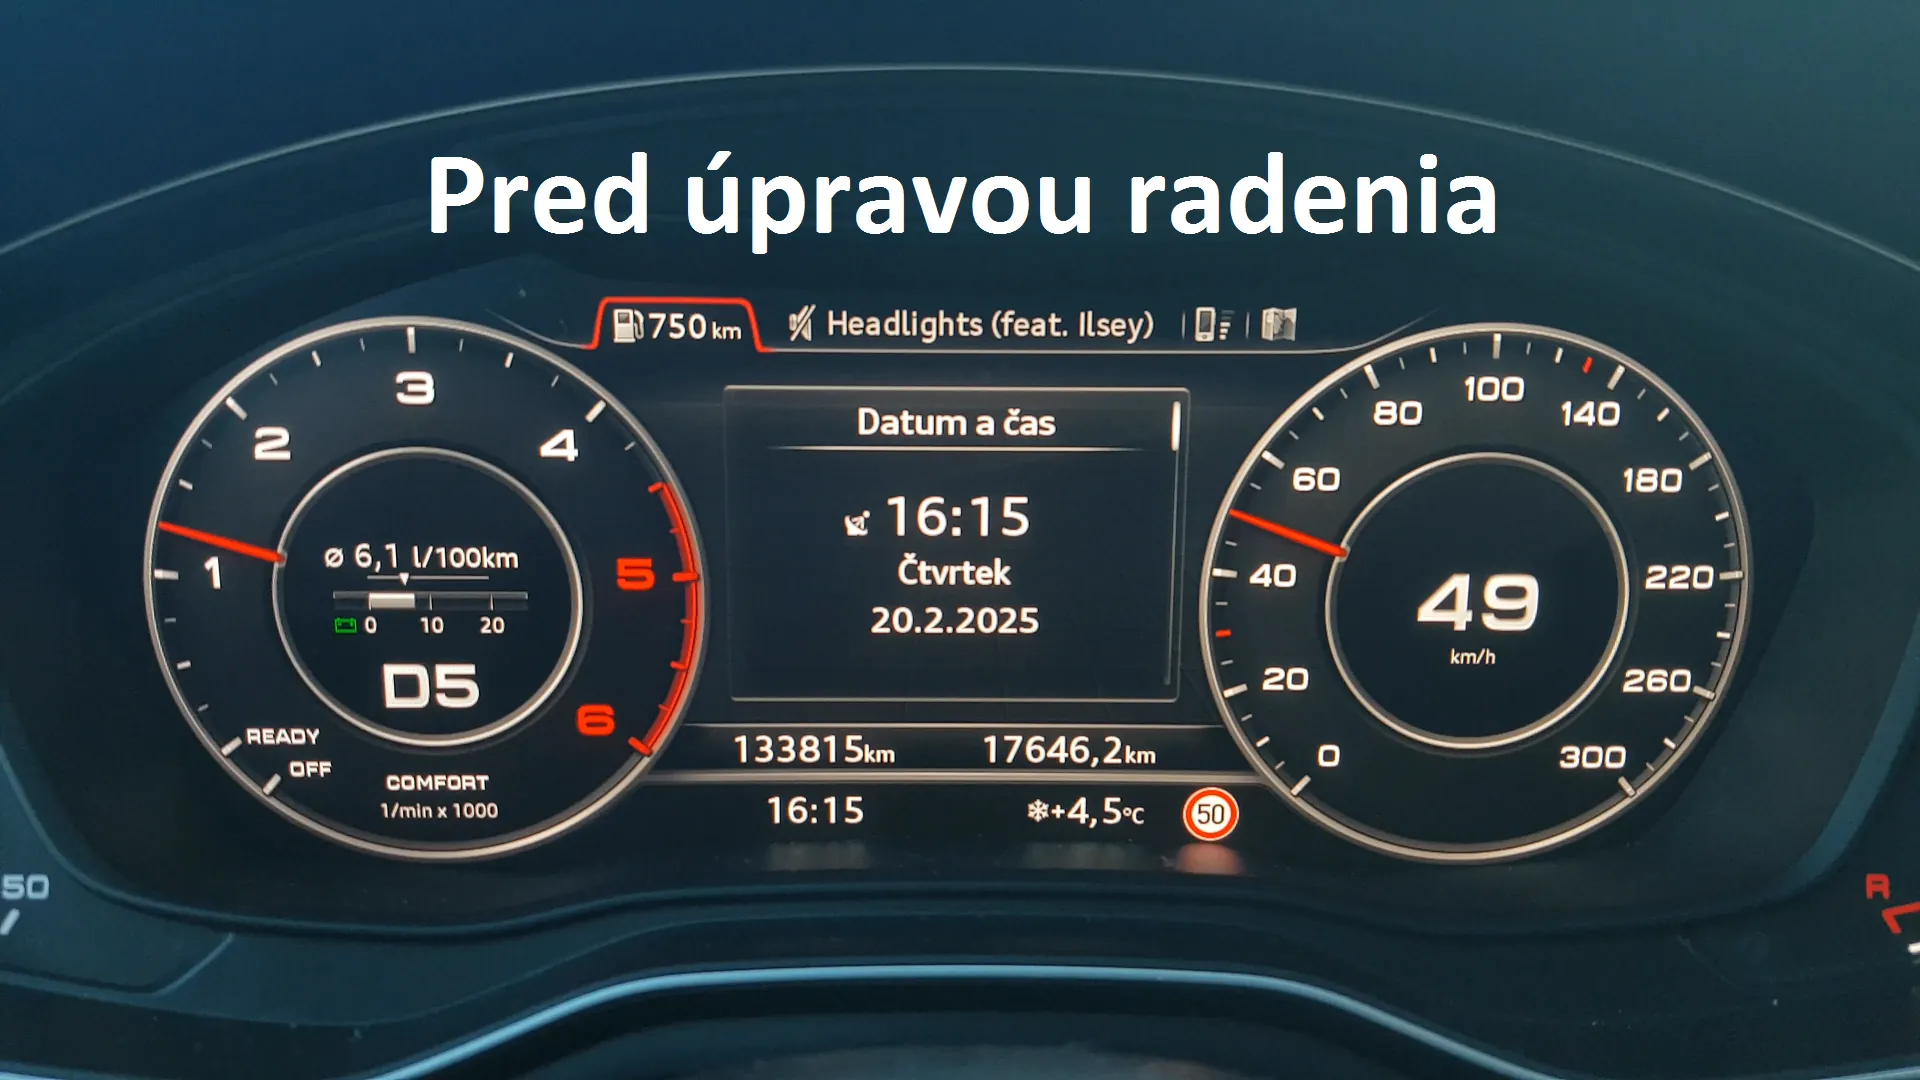 Pred úpravou radenia
750 km
Headlights (feat. Ilsey)
1
2
3
4
5
6
ø 6,1 l/100km
0 10 20
D5
READY
OFF
COMFORT
1/min x 1000
Datum a čas
16:15
Čtvrtek
20.2.2025
133815km 17646,2km
16:15 +4,5°C 50
0
20
40
60
80
100
140
180
220
260
300
49
km/h
50
R